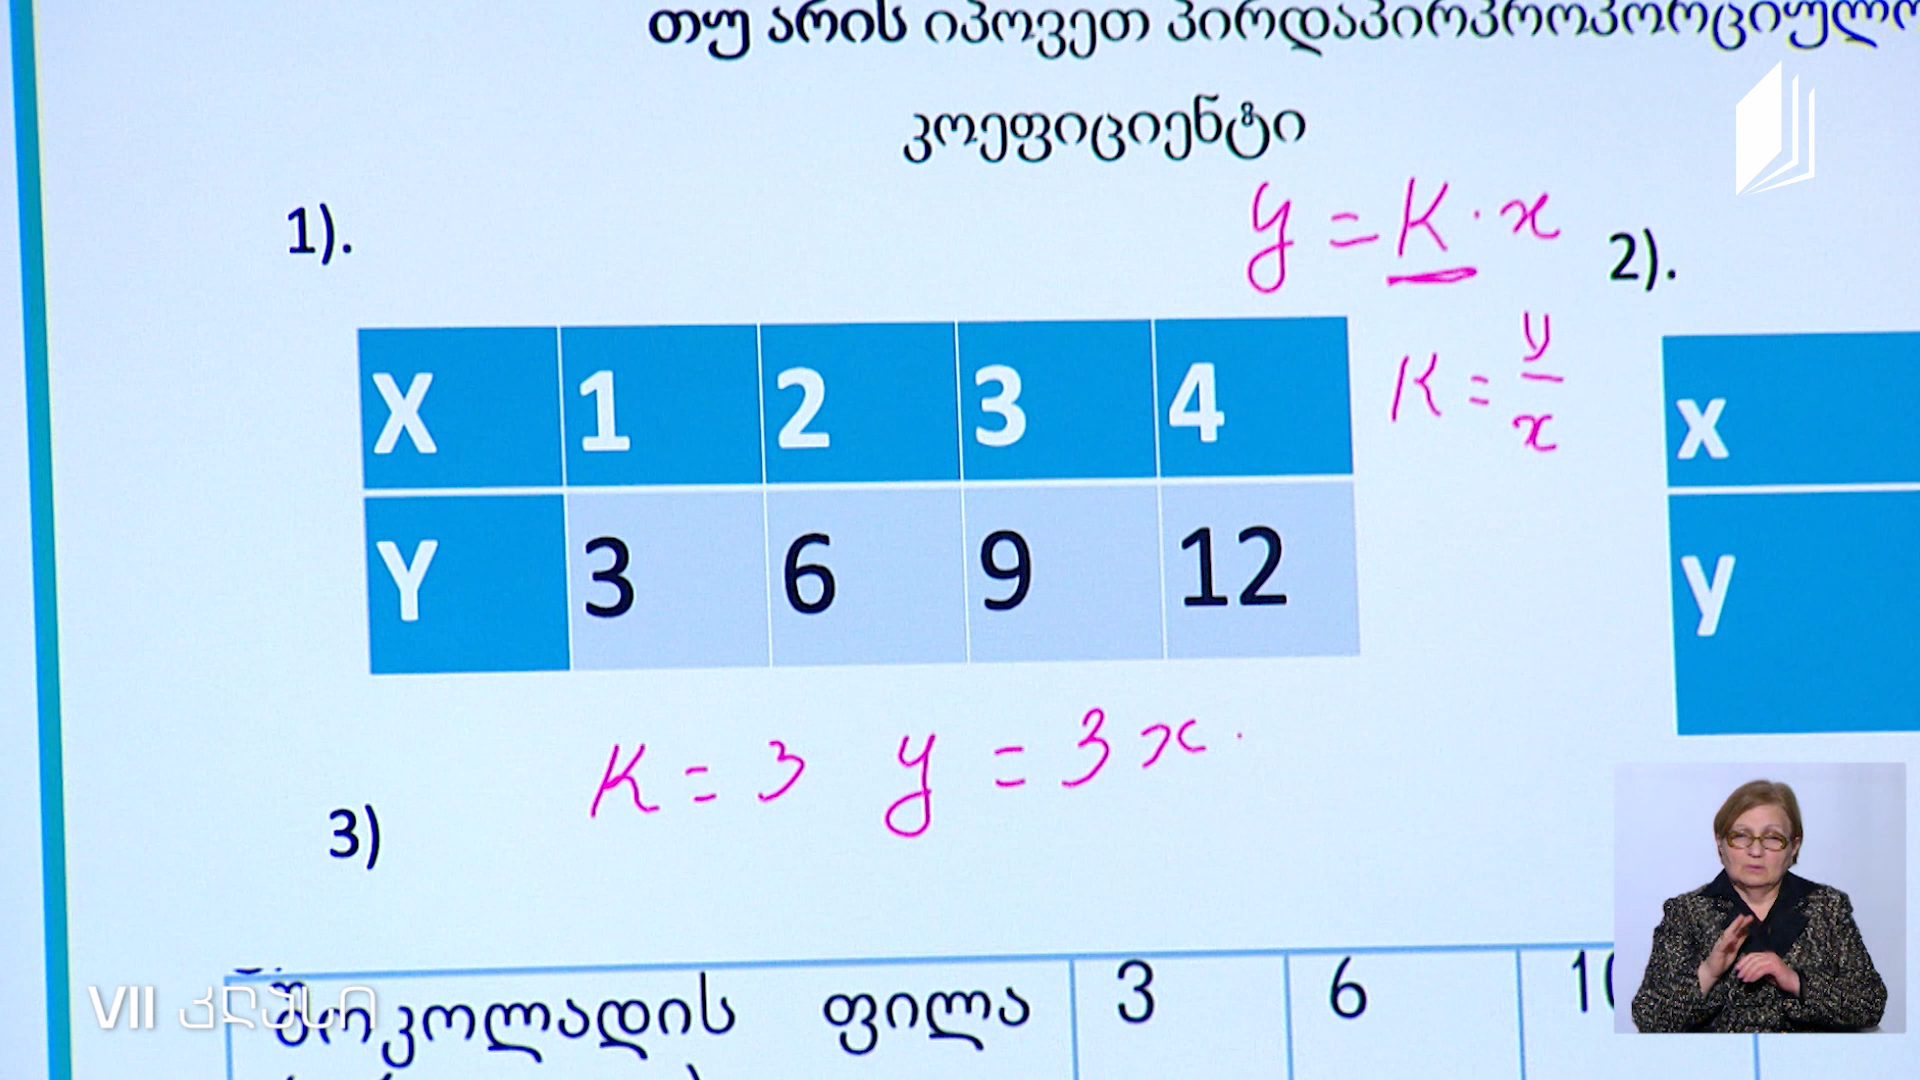 თუ არის იპოვეთ პირდაპირპროპორციულო
კოეფიციენტი
1).
y = K · x
2).
K = y/x
X 1 2 3 4
Y 3 6 9 12
x
y
K = 3 y = 3x.
3)
შოკოლადის ფილა 3 6 10
VII კლასი